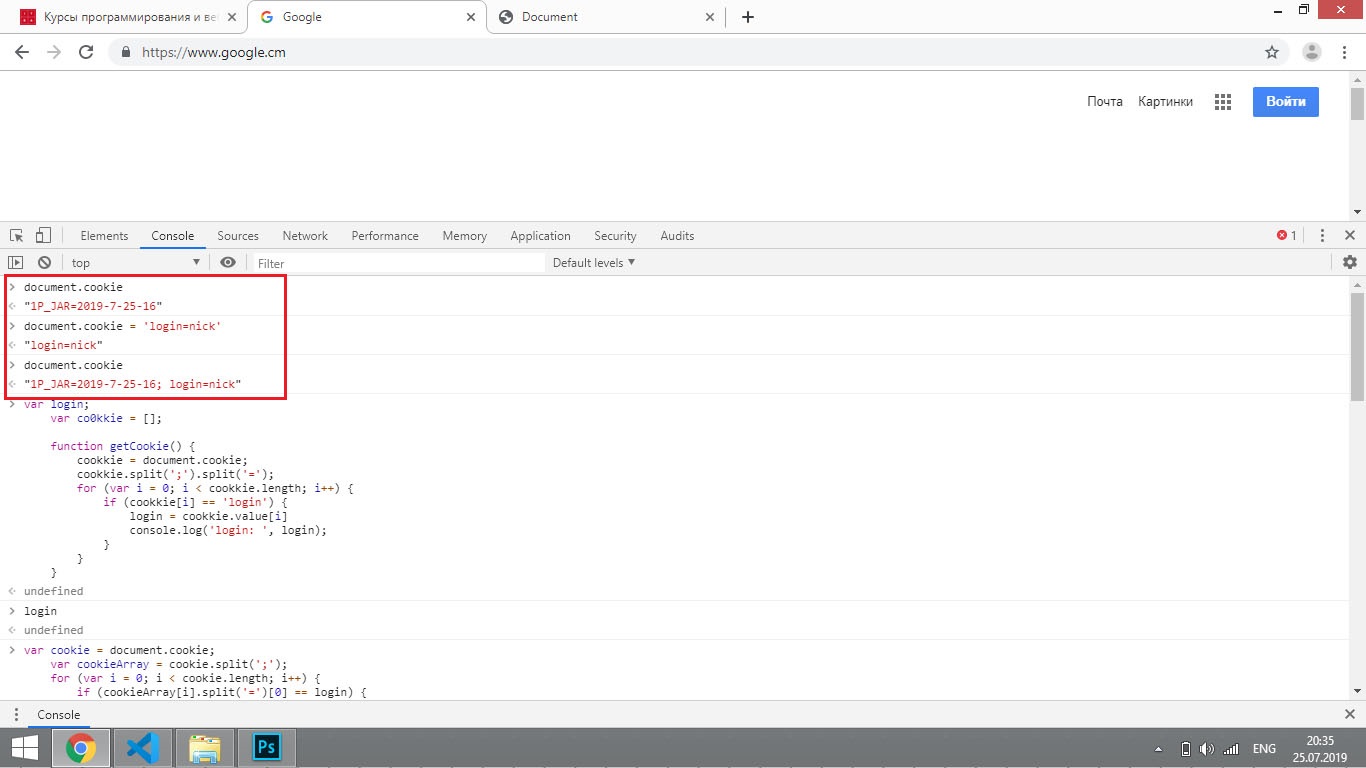 Курсы программирования и ве
Google
Document
https://www.google.cm
Почта Картинки Войти
Elements Console Sources Network Performance Memory Application Security Audits 1
top Filter Default levels
document.cookie
"1P_JAR=2019-7-25-16"
document.cookie = 'login=nick'
"login=nick"
document.cookie
"1P_JAR=2019-7-25-16; login=nick"
var login;
var co0kkie = [];
function getCookie() {
cookkie = document.cookie;
cookkie.split(';').split('=');
for (var i = 0; i < cookkie.length; i++) {
if (cookkie[i] == 'login') {
login = cookkie.value[i]
console.log('login: ', login);
}
}
}
undefined
login
undefined
var cookie = document.cookie;
var cookieArray = cookie.split(';');
for (var i = 0; i < cookie.length; i++) {
if (cookieArray[i].split('=')[0] == login) {
Console
Ps
ENG
20:35
25.07.2019